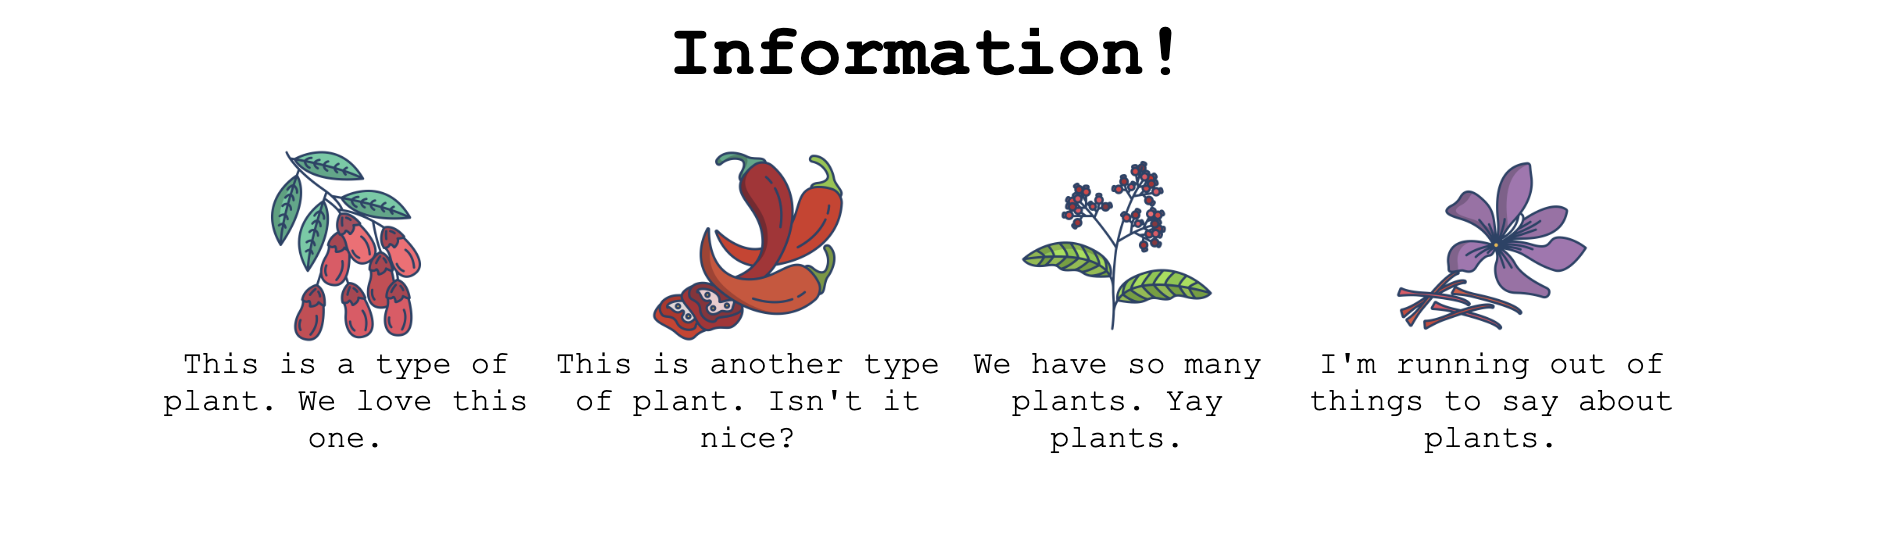 Information!
This is a type of
plant. We love this
one.
This is another type
of plant. Isn't it
nice?
We have so many
plants. Yay
plants.
I'm running out of
things to say about
plants.